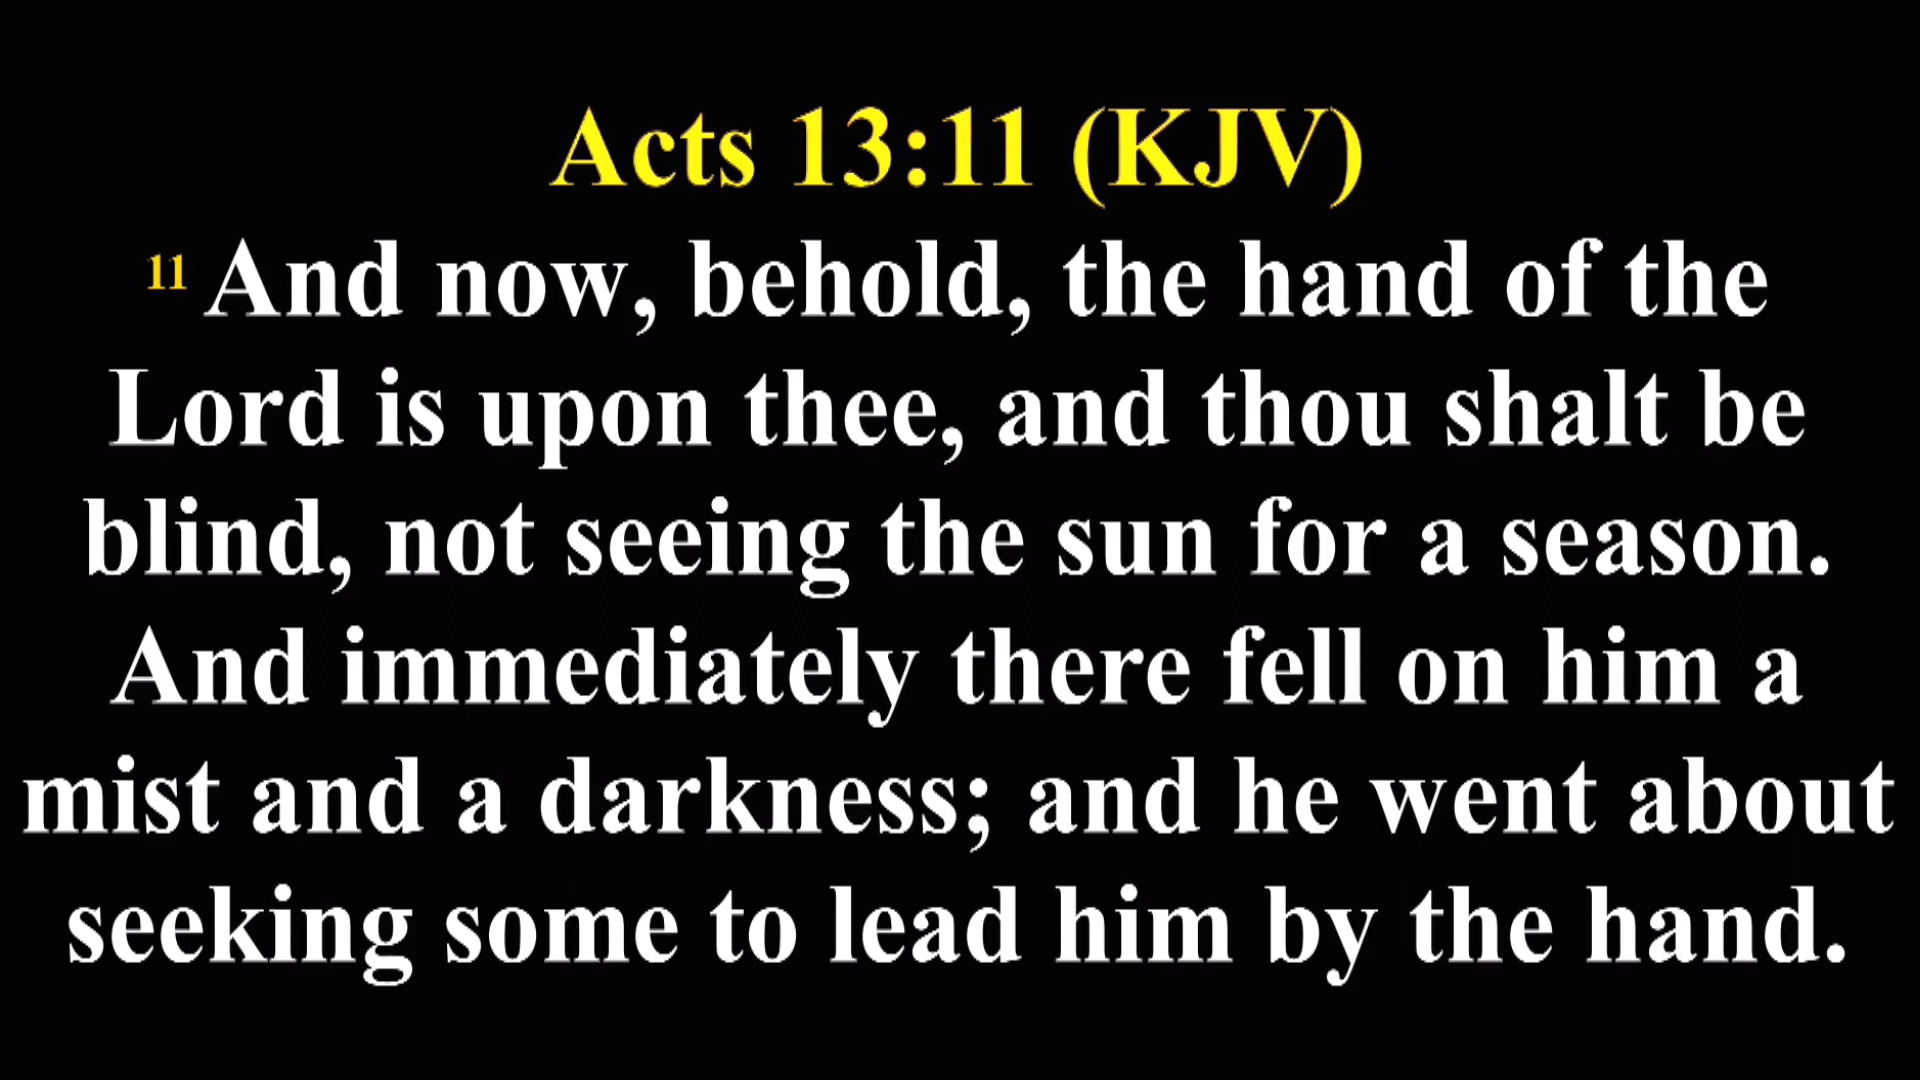 Acts 13:11 (KJV)
11 And now, behold, the hand of the
Lord is upon thee, and thou shalt be
blind, not seeing the sun for a season.
And immediately there fell on him a
mist and a darkness; and he went about
seeking some to lead him by the hand.